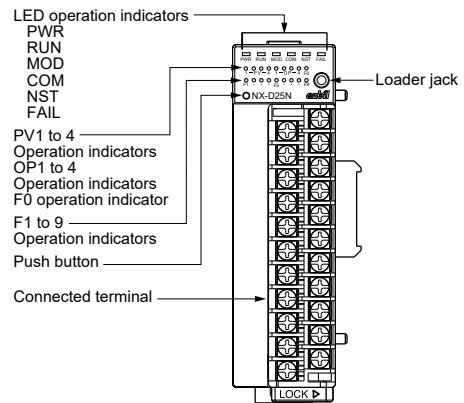 LED operation indicators
PWR
RUN
MOD
COM
NST
FAIL
PV1 to 4
Operation indicators
OP1 to 4
Operation indicators
F0 operation indicator
F1 to 9
Operation indicators
Push button
Connected terminal
Loader jack
PWR RUN MOD COM NST FAIL
NX-D25N
azbil
LOCK